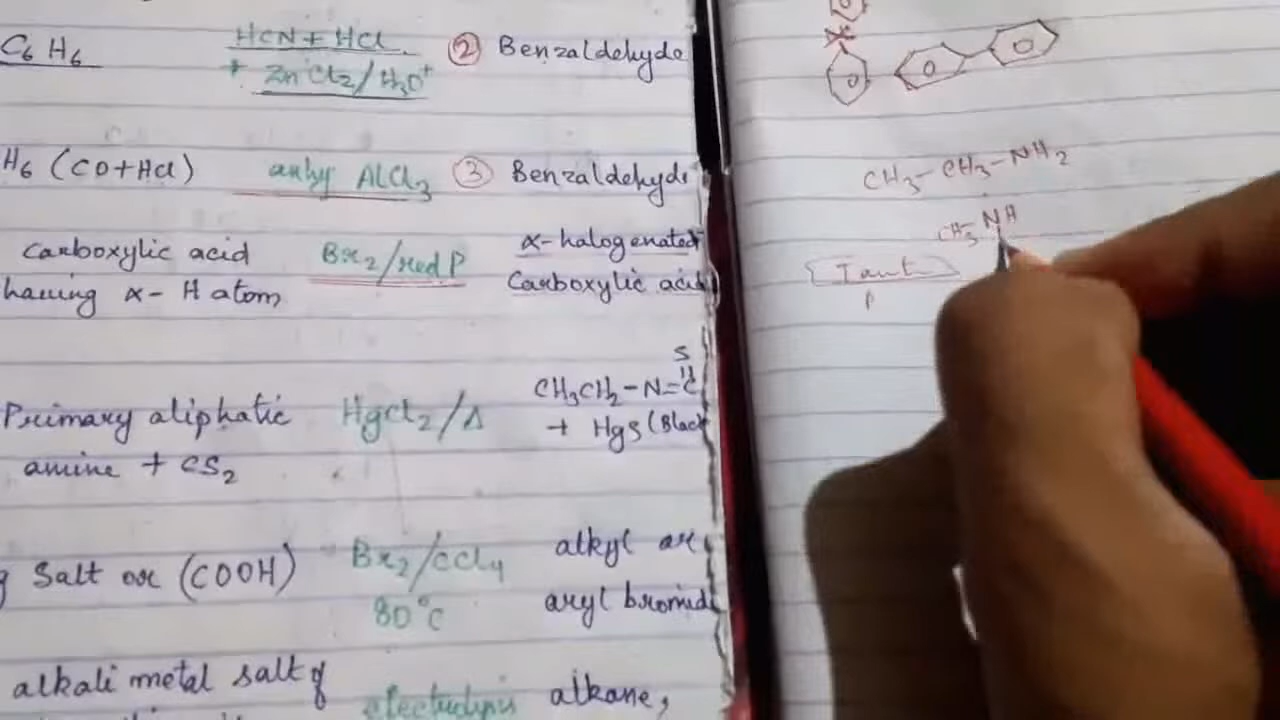 C6H6 HCN + HCl ② Benzaldehyde
+ ZnCl2/H3O+
H6 (CO+HCl) anhy AlCl3 ③ Benzaldehyde
carboxylic acid Br2/red P α-halogenated
having α-H atom, Carboxylic acid
Primary aliphatic HgCl2/Δ CH3CH2-N=C
S
amine + CS2 + HgS (Black
Salt or (COOH) Br2/CCl4 alkyl or
80°C aryl bromid
alkali metal salt of electrolysis alkane,
CH3-CH3-NH2
CH3 NH
Taut
P